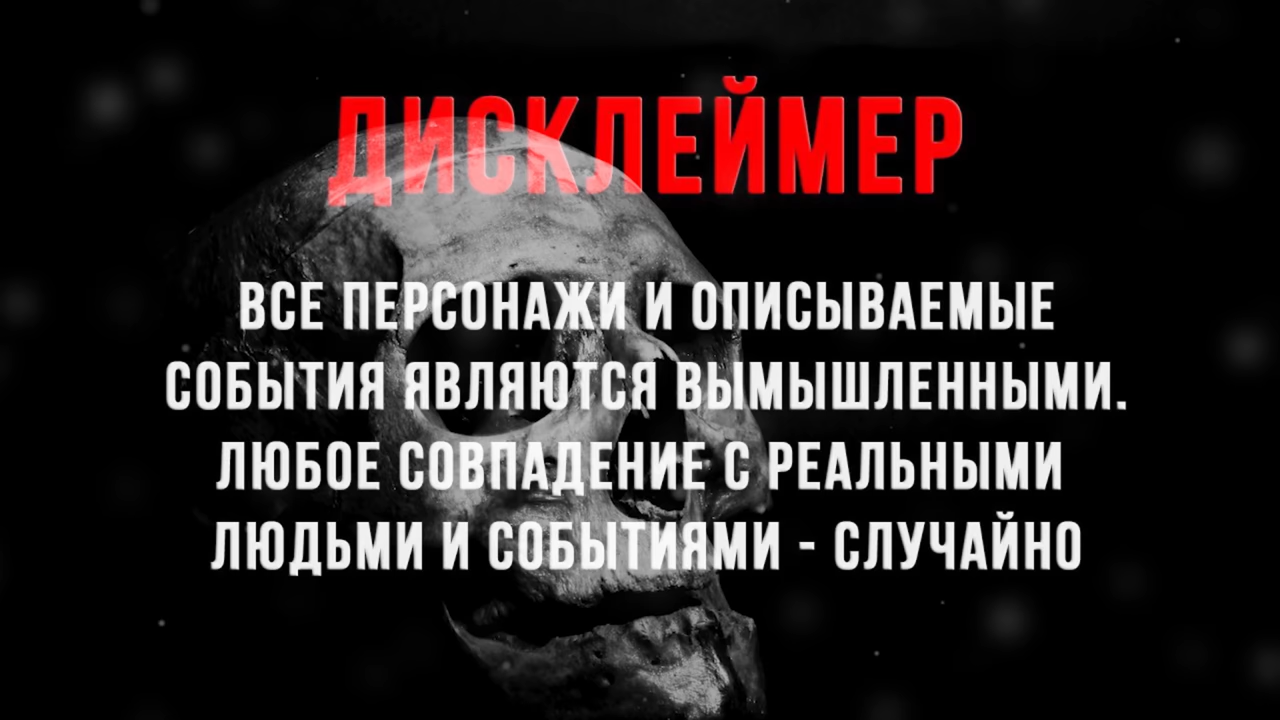 ДИСКЛЕЙМЕР
ВСЕ ПЕРСОНАЖИ И ОПИСЫВАЕМЫЕ
СОБЫТИЯ ЯВЛЯЮТСЯ ВЫМЫШЛЕННЫМИ.
ЛЮБОЕ СОВПАДЕНИЕ С РЕАЛЬНЫМИ
ЛЮДЬМИ И СОБЫТИЯМИ - СЛУЧАЙНО